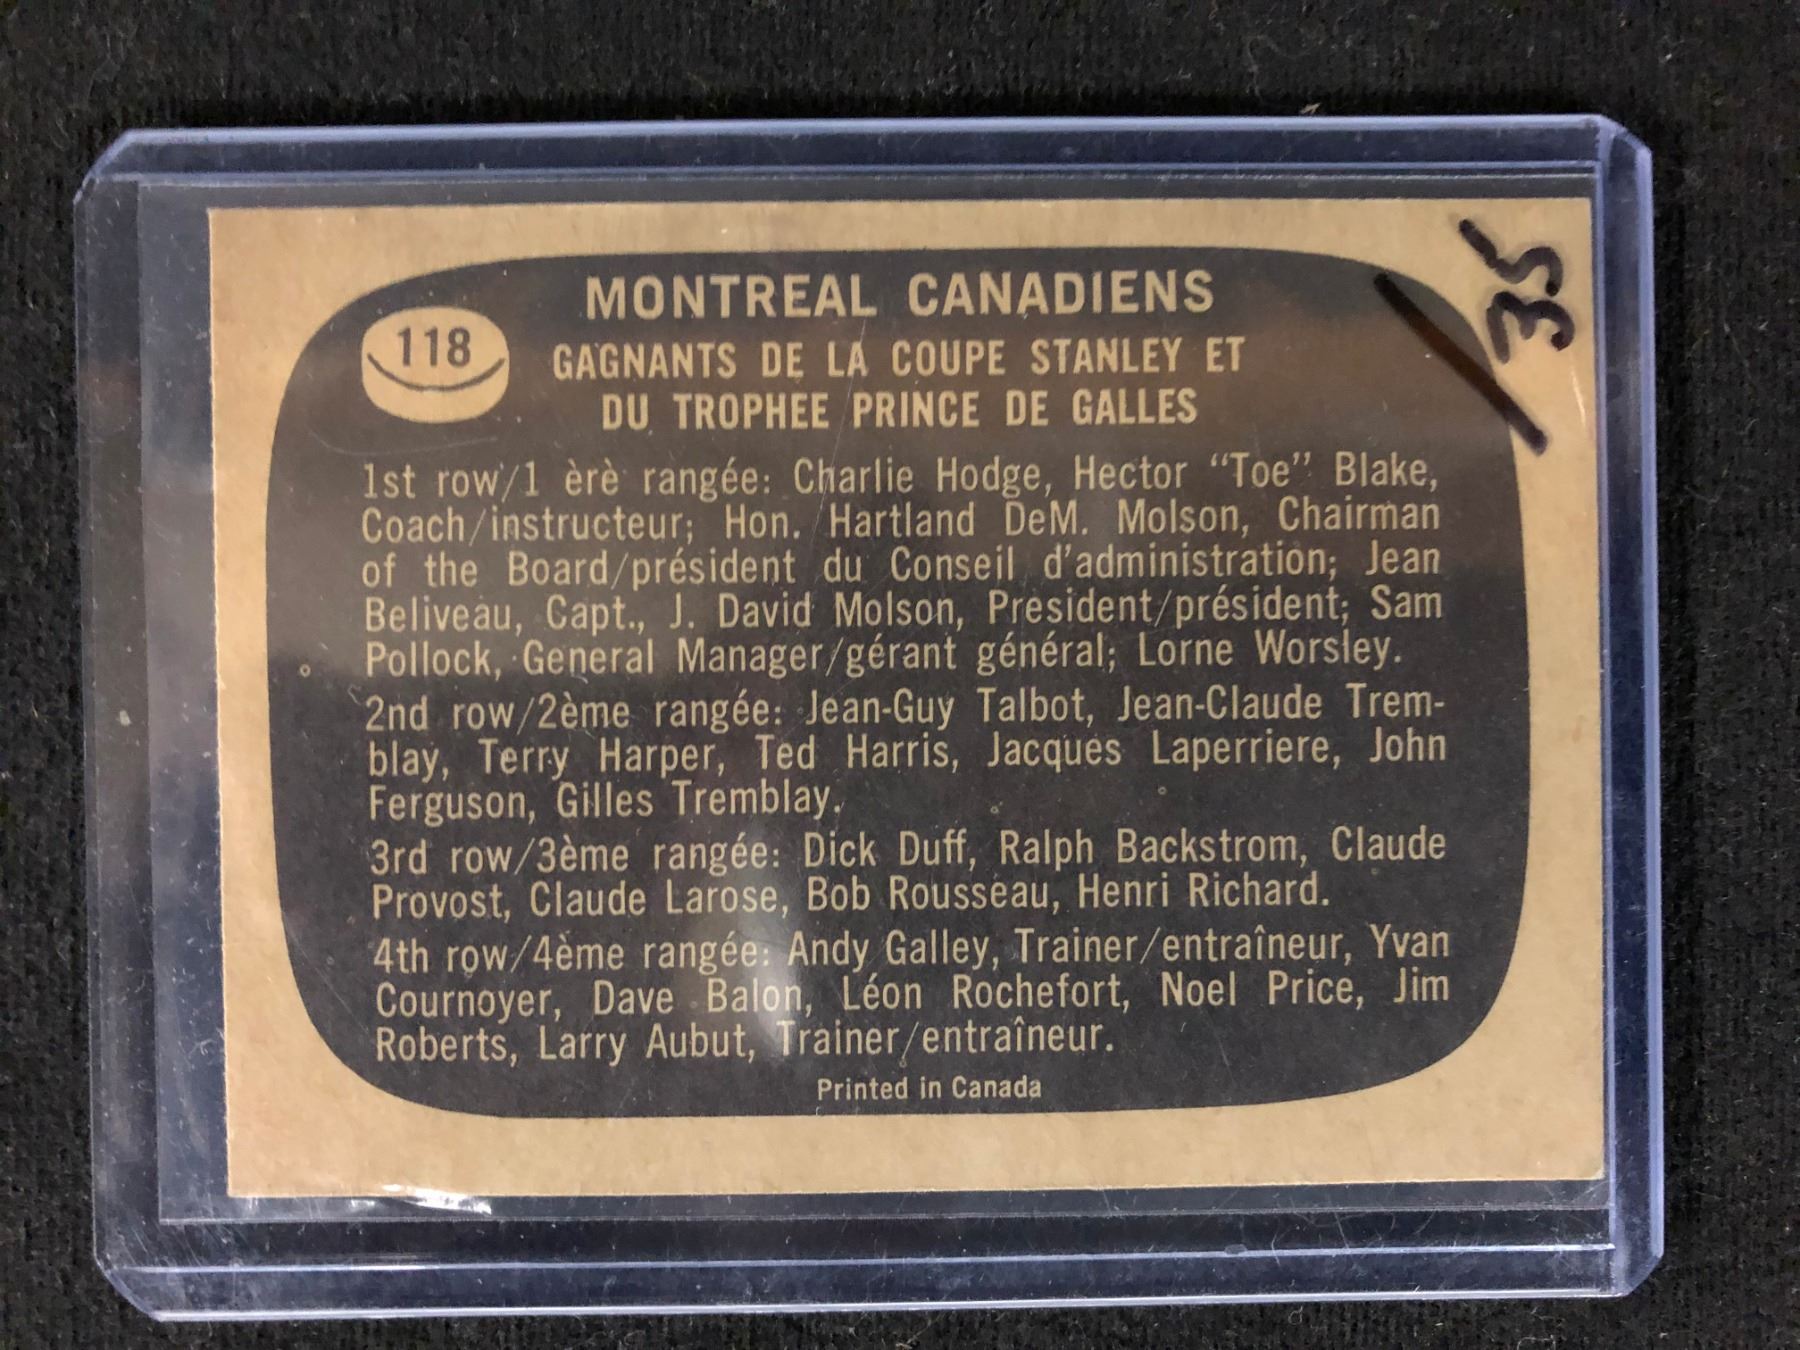 118
MONTREAL CANADIENS
GAGNANTS DE LA COUPE STANLEY ET
DU TROPHEE PRINCE DE GALLES
1st row/1 èrè rangée: Charlie Hodge, Hector “Toe” Blake,
Coach/instructeur; Hon. Hartland DeM. Molson, Chairman
of the Board/président du Conseil d'administration; Jean
Beliveau, Capt., J. David Molson, President/président; Sam
Pollock, General Manager/gérant général; Lorne Worsley.
2nd row/2ème rangée: Jean-Guy Talbot, Jean-Claude Trem-
blay, Terry Harper, Ted Harris, Jacques Laperriere, John
Ferguson, Gilles Tremblay.
3rd row/3ème rangée: Dick Duff, Ralph Backstrom, Claude
Provost, Claude Larose, Bob Rousseau, Henri Richard.
4th row/4ème rangée: Andy Galley, Trainer/entraîneur, Yvan
Cournoyer, Dave Balon, Léon Rochefort, Noel Price, Jim
Roberts, Larry Aubut, Trainer/entraîneur.
Printed in Canada
135